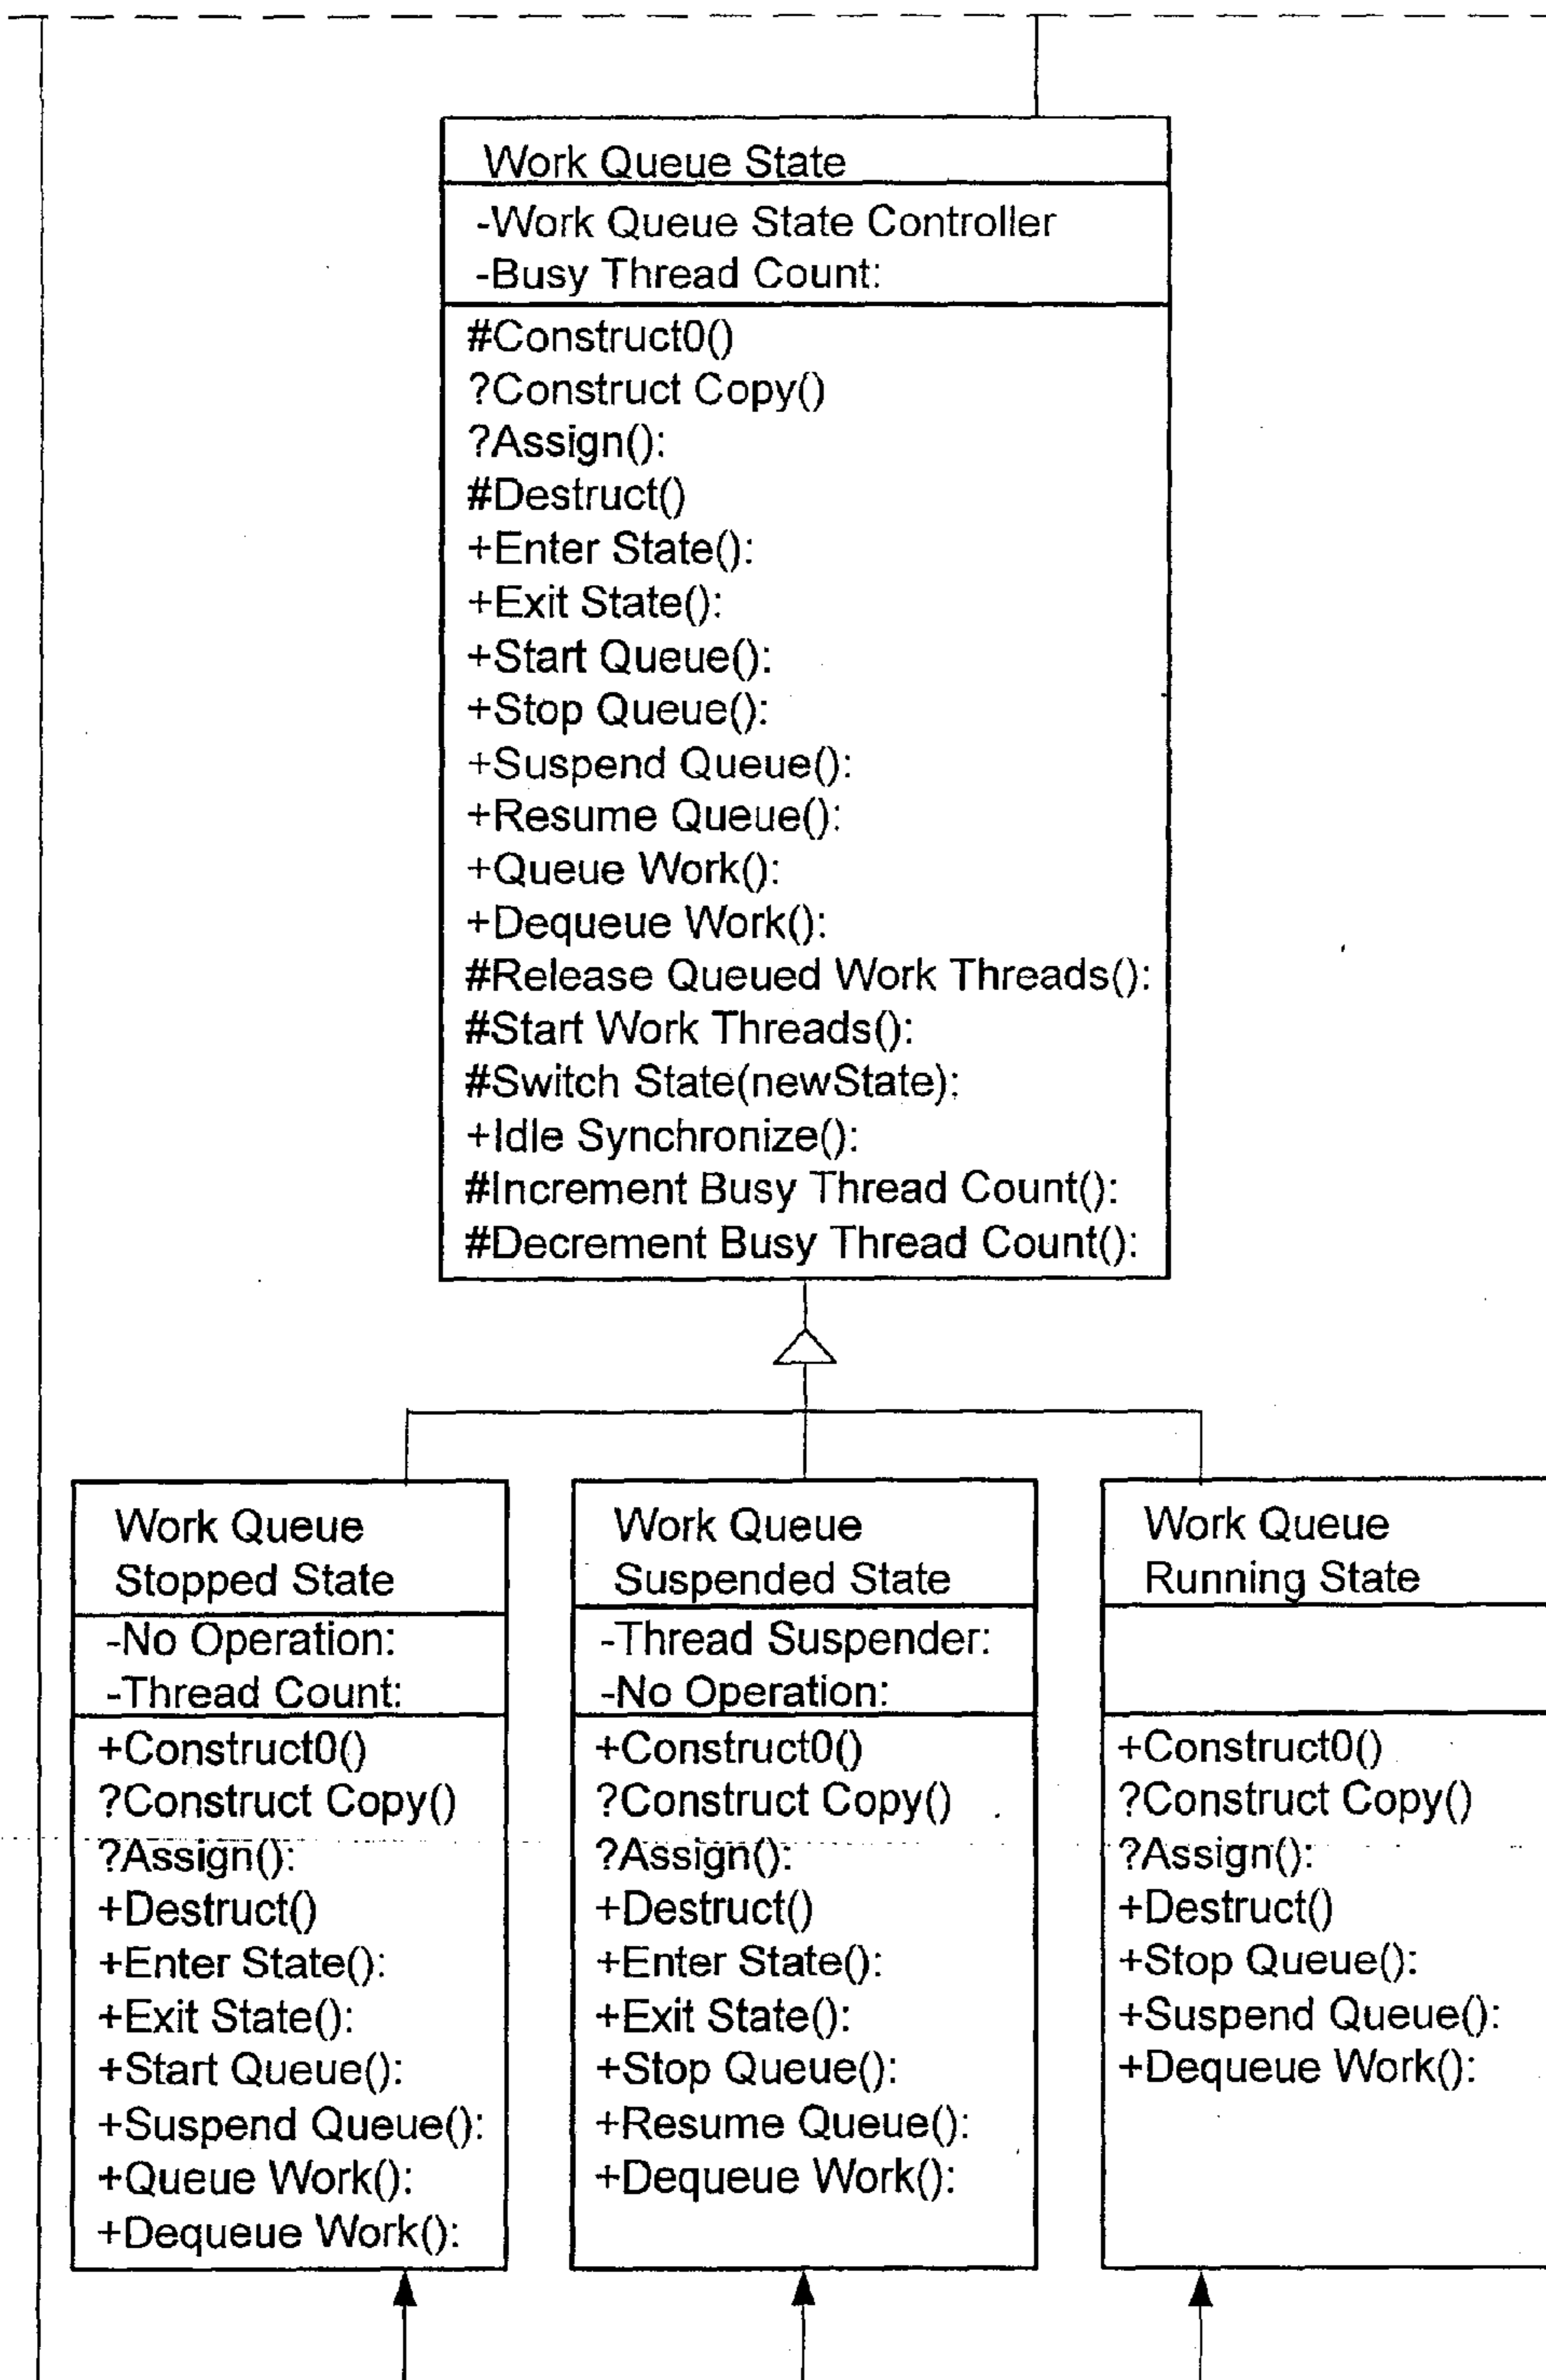 Work Queue State
-Work Queue State Controller
-Busy Thread Count:
#Construct0()
?Construct Copy()
?Assign():
#Destruct()
+Enter State():
+Exit State():
+Start Queue():
+Stop Queue():
+Suspend Queue():
+Resume Queue():
+Queue Work():
+Dequeue Work():
#Release Queued Work Threads():
#Start Work Threads():
#Switch State(newState):
+Idle Synchronize():
#Increment Busy Thread Count():
#Decrement Busy Thread Count():
Work Queue
Stopped State
-No Operation:
-Thread Count:
+Construct0()
?Construct Copy()
?Assign():
+Destruct()
+Enter State():
+Exit State():
+Start Queue():
+Suspend Queue():
+Queue Work():
+Dequeue Work():
Work Queue
Suspended State
-Thread Suspender:
-No Operation:
+Construct0()
?Construct Copy()
?Assign():
+Destruct()
+Enter State():
+Exit State():
+Stop Queue():
+Resume Queue():
+Dequeue Work():
Work Queue
Running State
+Construct0()
?Construct Copy()
?Assign():
+Destruct()
+Stop Queue():
+Suspend Queue():
+Dequeue Work():